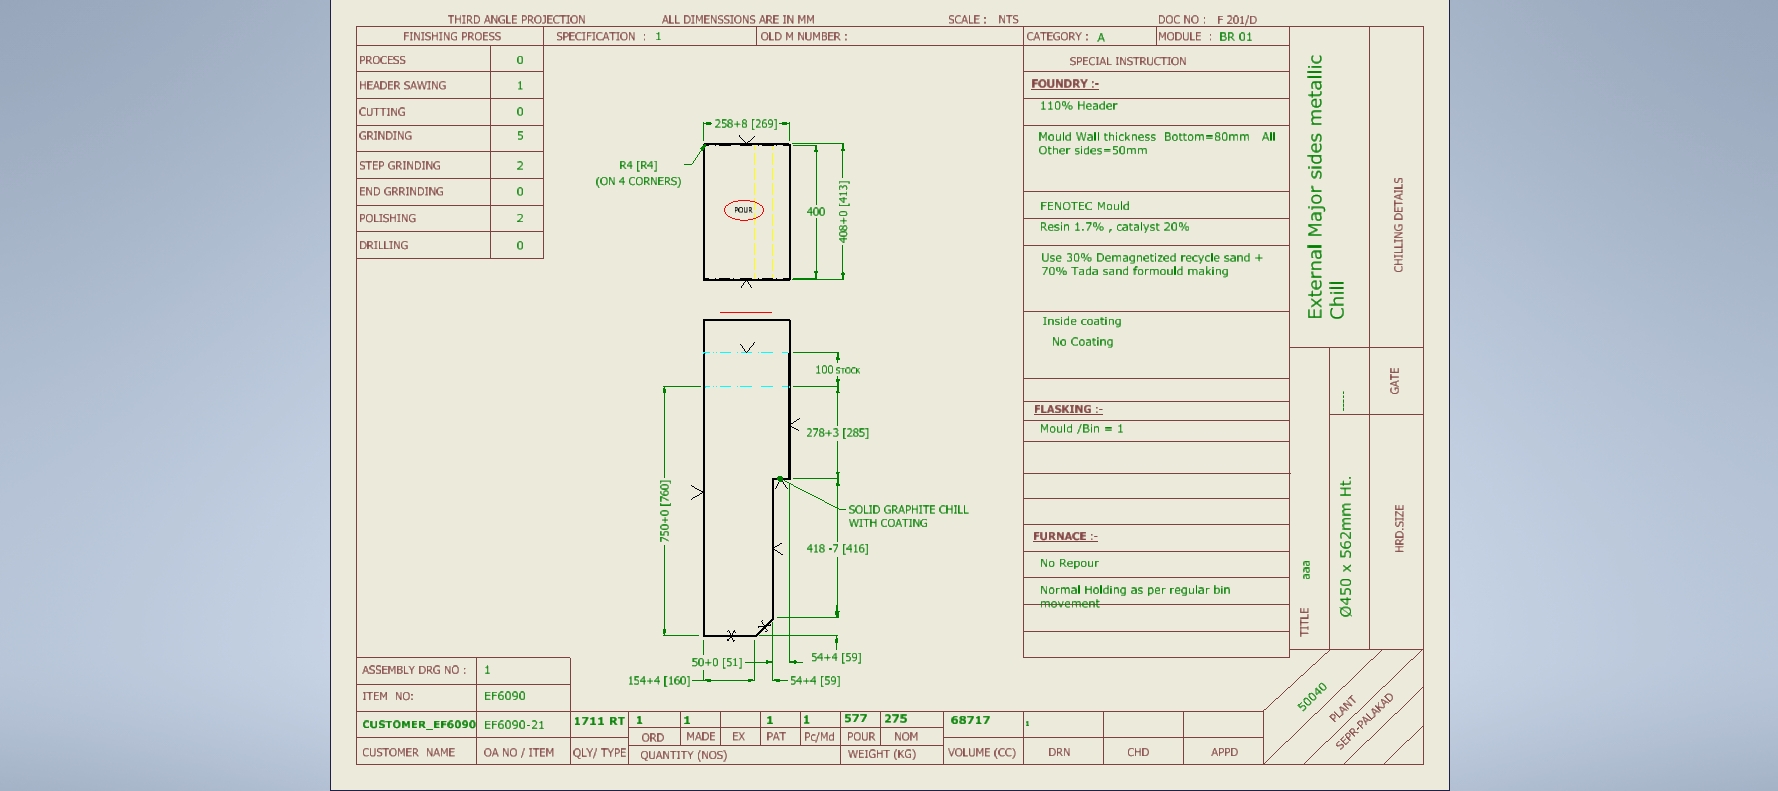 THIRD ANGLE PROJECTION ALL DIMENSSIONS ARE IN MM SCALE : NTS DOC NO : F 201/D
FINISHING PROESS SPECIFICATION : 1 OLD M NUMBER : CATEGORY : A MODULE : BR 01
PROCESS 0
HEADER SAWING 1
CUTTING 0
GRINDING 5
STEP GRINDING 2
END GRRINDING 0
POLISHING 2
DRILLING 0
258+8 [269]
R4 [R4]
(ON 4 CORNERS)
POUR
400
408+0 [413]
100 STOCK
278+3 [285]
750+0 [760]
SOLID GRAPHITE CHILL
WITH COATING
418 -7 [416]
50+0 [51]
54+4 [59]
154+4 [160]
54+4 [59]
SPECIAL INSTRUCTION
FOUNDRY :-
110% Header
Mould Wall thickness Bottom=80mm All
Other sides=50mm
FENOTEC Mould
Resin 1.7% , catalyst 20%
Use 30% Demagnetized recycle sand +
70% Tada sand formould making
Inside coating
No Coating
FLASKING :-
Mould /Bin = 1
FURNACE :-
No Repour
Normal Holding as per regular bin
movement
External Major sides metallic
Chill
CHILLING DETAILS
------
GATE
TITLE aaa
Ø450 x 562mm Ht.
HRD.SIZE
50040
PLANT
SEPR-PALAKAD
ASSEMBLY DRG NO : 1
ITEM NO: EF6090
CUSTOMER_EF6090 EF6090-21 1711 RT 1 1 1 1 577 275 68717 1
ORD MADE EX PAT Pc/Md POUR NOM
CUSTOMER NAME OA NO / ITEM QLY/ TYPE QUANTITY (NOS) WEIGHT (KG) VOLUME (CC) DRN CHD APPD